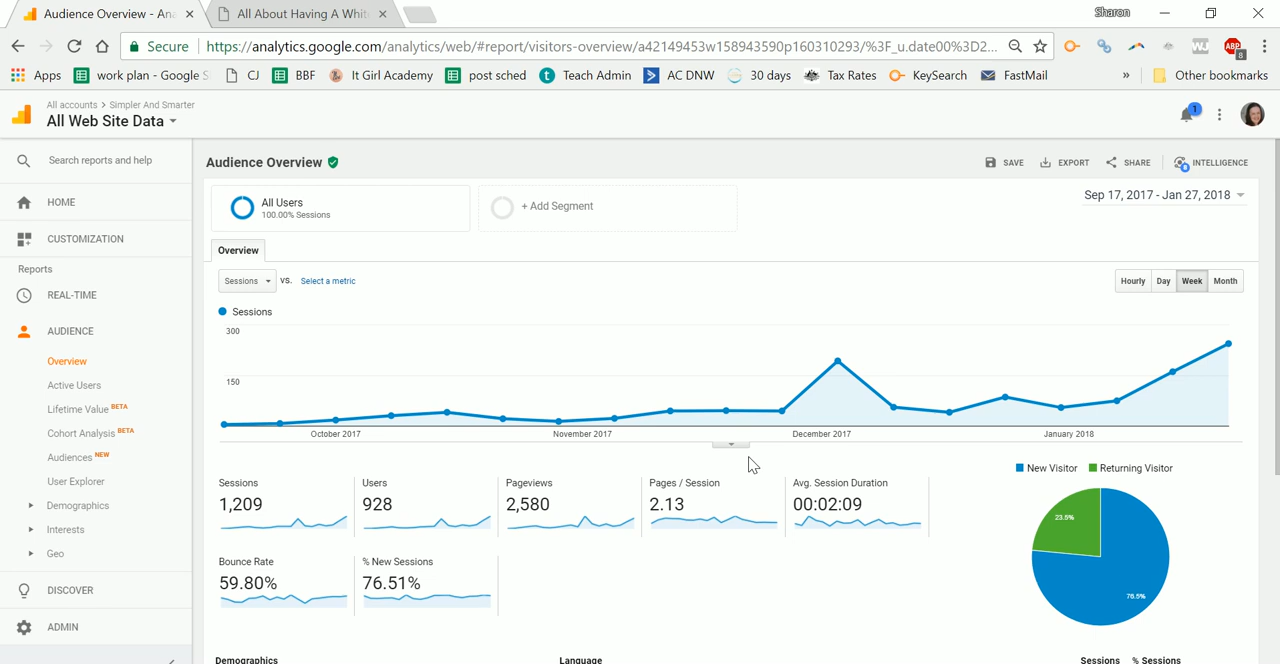 Audience Overview - Ana
All About Having A Whit
Sharon
Secure
https://analytics.google.com/analytics/web/#report/visitors-overview/a42149453w158943590p160310293/%3F_u.date00%3D2...
ABP
8
Apps
work plan - Google S
CJ
BBF
It Girl Academy
post sched
Teach Admin
AC DNW
30 days
Tax Rates
KeySearch
FastMail
»
Other bookmarks
All accounts > Simpler And Smarter
All Web Site Data
1
Search reports and help
HOME
CUSTOMIZATION
Reports
REAL-TIME
AUDIENCE
Overview
Active Users
Lifetime Value BETA
Cohort Analysis BETA
Audiences NEW
User Explorer
Demographics
Interests
Geo
DISCOVER
ADMIN
Audience Overview
SAVE
EXPORT
SHARE
INTELLIGENCE
All Users
100.00% Sessions
+ Add Segment
Sep 17, 2017 - Jan 27, 2018
Overview
Sessions
VS.
Select a metric
Hourly
Day
Week
Month
Sessions
300
150
October 2017
November 2017
December 2017
January 2018
Sessions
1,209
Users
928
Pageviews
2,580
Pages / Session
2.13
Avg. Session Duration
00:02:09
Bounce Rate
59.80%
% New Sessions
76.51%
New Visitor
Returning Visitor
23.5%
76.5%
Demographics
Language
Sessions
% Sessions